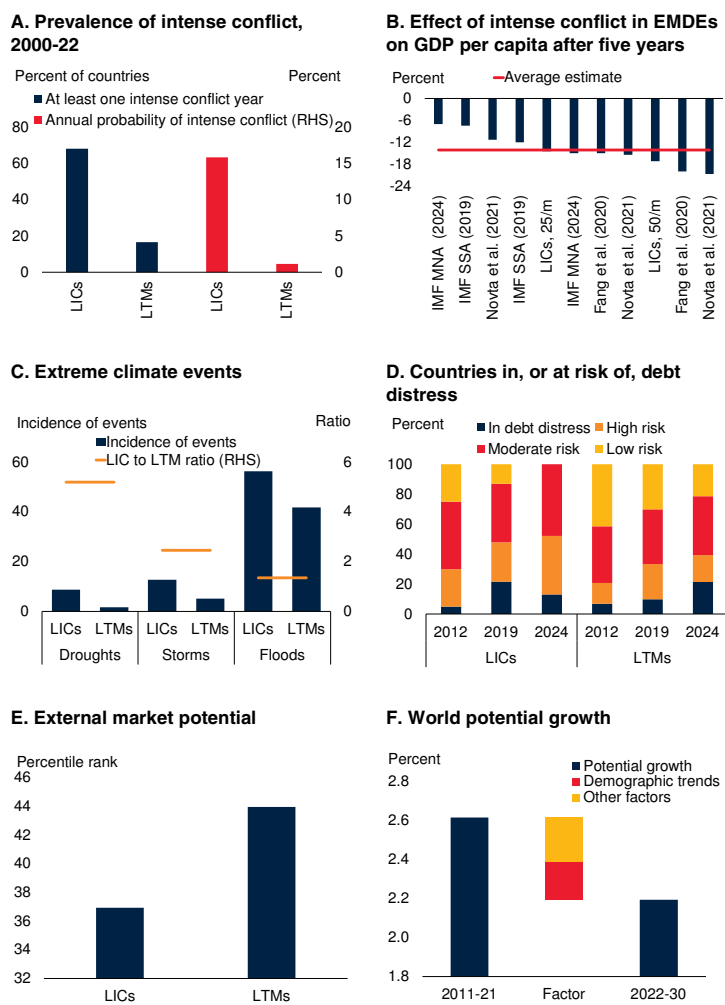 A. Prevalence of intense conflict,
2000-22
Percent of countries
Percent
At least one intense conflict year
Annual probability of intense conflict (RHS)
80
60
40
20
0
20
15
10
5
0
LICs
LTMs
LICs
LTMs
B. Effect of intense conflict in EMDEs
on GDP per capita after five years
Percent
Average estimate
0
-6
-12
-18
-24
IMF MNA (2024)
IMF SSA (2019)
Novta et al. (2021)
IMF SSA (2019)
LICs, 25/m
IMF MNA (2024)
Fang et al. (2020)
Novta et al. (2021)
LICs, 50/m
Fang et al. (2020)
Novta et al. (2021)
C. Extreme climate events
Incidence of events
Ratio
Incidence of events
LIC to LTM ratio (RHS)
60
40
20
0
6
4
2
0
LICs LTMs LICs LTMs LICs LTMs
Droughts Storms Floods
D. Countries in, or at risk of, debt
distress
Percent
In debt distress High risk
Moderate risk Low risk
100
80
60
40
20
0
2012 2019 2024 2012 2019 2024
LICs LTMs
E. External market potential
Percentile rank
46
44
42
40
38
36
34
32
LICs LTMs
F. World potential growth
Percent
Potential growth
Demographic trends
Other factors
2.8
2.6
2.4
2.2
2.0
1.8
2011-21 Factor 2022-30